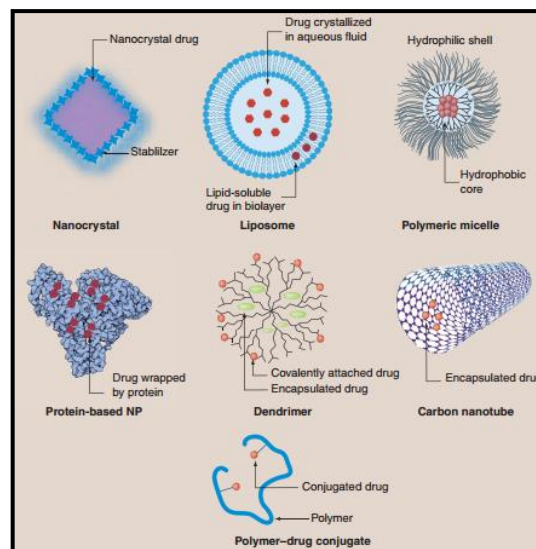 Nanocrystal drug
Stablilzer
Nanocrystal
Drug crystallized
in aqueous fluid
Lipid-soluble
drug in biolayer
Liposome
Hydrophilic shell
Hydrophobic
core
Polymeric micelle
Drug wrapped
by protein
Protein-based NP
Covalently attached drug
Encapsulated drug
Dendrimer
Encapsulated dru
Carbon nanotube
Conjugated drug
Polymer
Polymer–drug conjugate